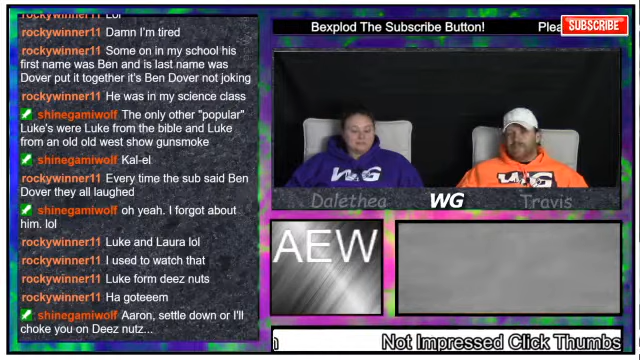 rockywinner11 Lol
rockywinner11 Damn I'm tired
rockywinner11 Some on in my school his
first name was Ben and is last name was
Dover put it together it's Ben Dover not joking
rockywinner11 He was in my science class
shinegamiwolf The only other "popular"
Luke's were Luke from the bible and Luke
from an old old west show gunsmoke
shinegamiwolf Kal-el
rockywinner11 Every time the sub said Ben
Dover they all laughed
shinegamiwolf oh yeah. I forgot about
him. lol
rockywinner11 Luke and Laura lol
rockywinner11 I used to watch that
rockywinner11 Luke form deez nuts
rockywinner11 Ha goteeem
shinegamiwolf Aaron, settle down or I'll
choke you on Deez nutz...
Bexplod The Subscribe Button!
SUBSCRIBE
WG
WG
Dalethea WG Travis
AEW
Not Impressed Click Thumbs